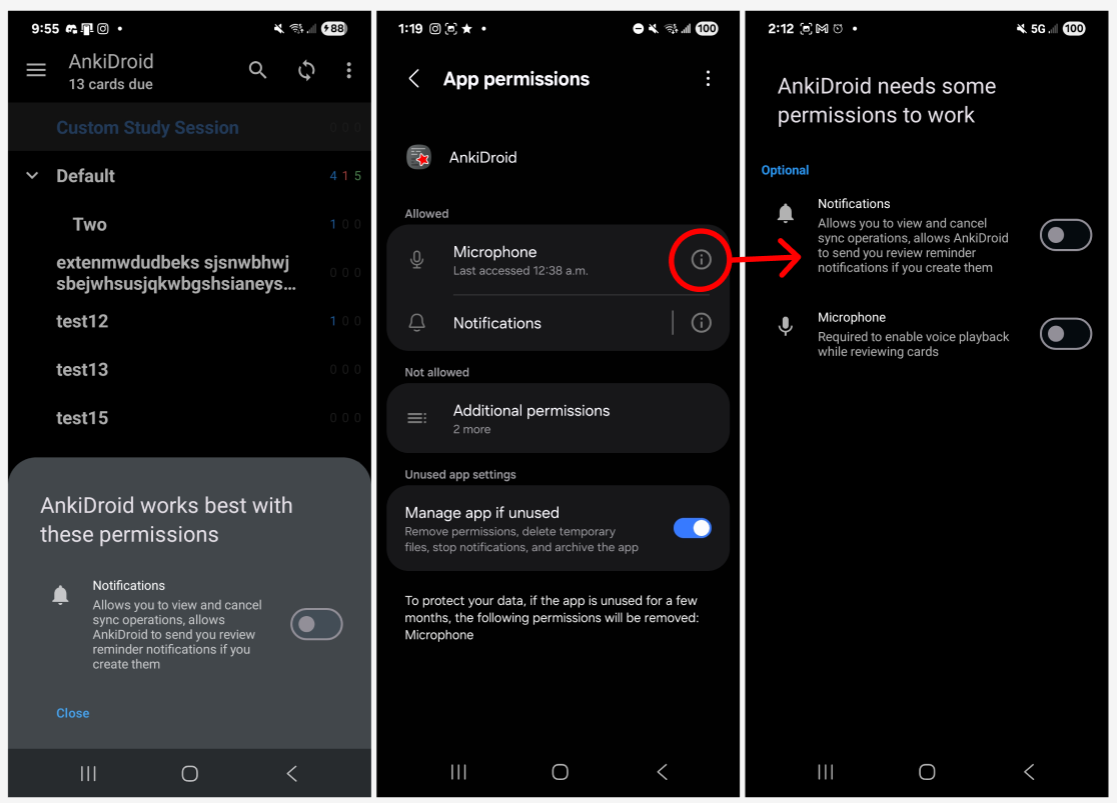 9:55
88
AnkiDroid
13 cards due
Custom Study Session
0 0 0
Default
4 1 5
Two
1 0 0
extenmwdudbeks sjsnwbhwj
sbejwhsusjqkwbgshsianeys...
0 0 0
test12
1 0 0
test13
0 0 0
test15
0 0 0
AnkiDroid works best with
these permissions
Notifications
Allows you to view and cancel
sync operations, allows
AnkiDroid to send you review
reminder notifications if you
create them
Close
1:19
100
App permissions
AnkiDroid
Allowed
Microphone
Last accessed 12:38 a.m.
Notifications
Not allowed
Additional permissions
2 more
Unused app settings
Manage app if unused
Remove permissions, delete temporary
files, stop notifications, and archive the app
To protect your data, if the app is unused for a few
months, the following permissions will be removed:
Microphone
2:12
5G
100
AnkiDroid needs some
permissions to work
Optional
Notifications
Allows you to view and cancel
sync operations, allows AnkiDroid
to send you review reminder
notifications if you create them
Microphone
Required to enable voice playback
while reviewing cards